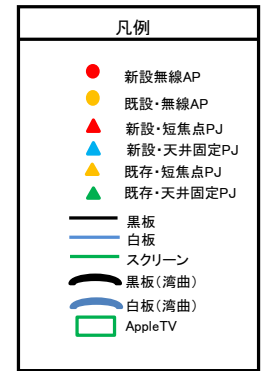 凡例
新設無線AP
既設・無線AP
新設・短焦点PJ
新設・天井固定PJ
既存・短焦点PJ
既存・天井固定PJ
黒板
白板
スクリーン
黒板(湾曲)
白板(湾曲)
AppleTV